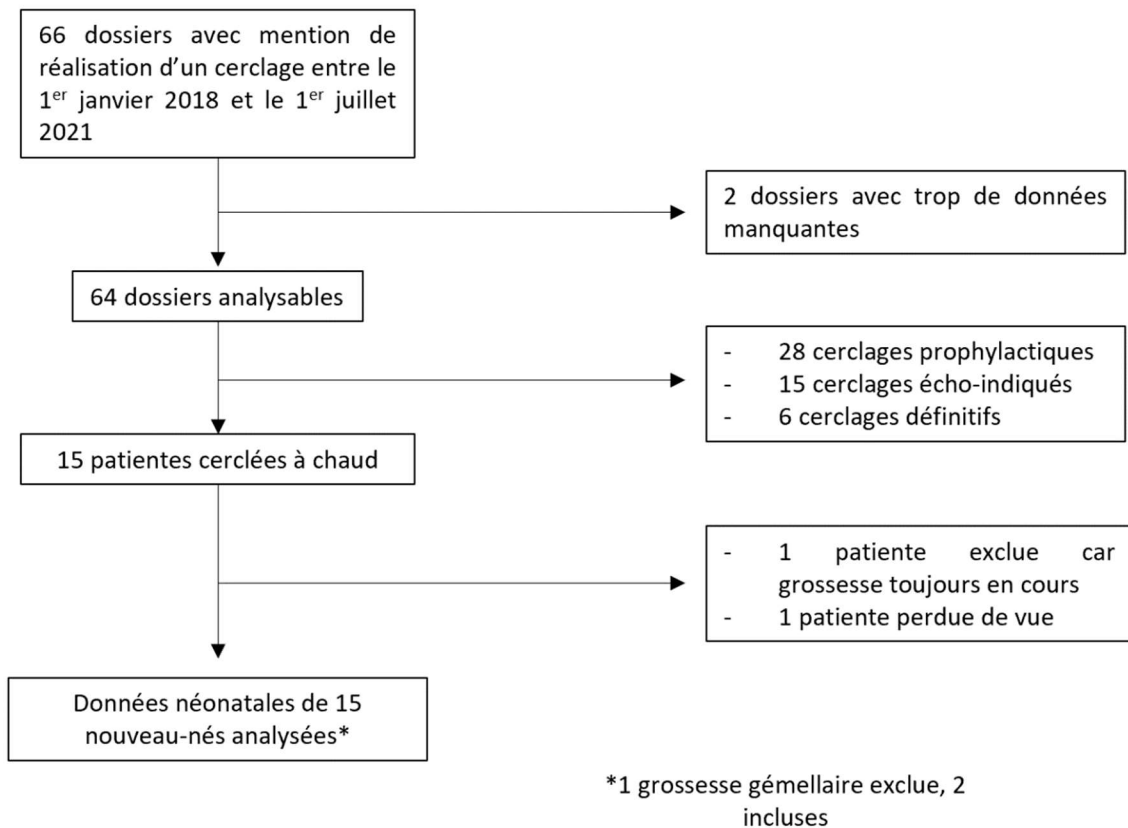 66 dossiers avec mention de
réalisation d’un cerclage entre le
1er janvier 2018 et le 1er juillet
2021
2 dossiers avec trop de données
manquantes
64 dossiers analysables
- 28 cerclages prophylactiques
- 15 cerclages écho-indiqués
- 6 cerclages définitifs
15 patientes cerclées à chaud
- 1 patiente exclue car
grossesse toujours en cours
- 1 patiente perdue de vue
Données néonatales de 15
nouveau-nés analysées*
*1 grossesse gémellaire exclue, 2
incluses